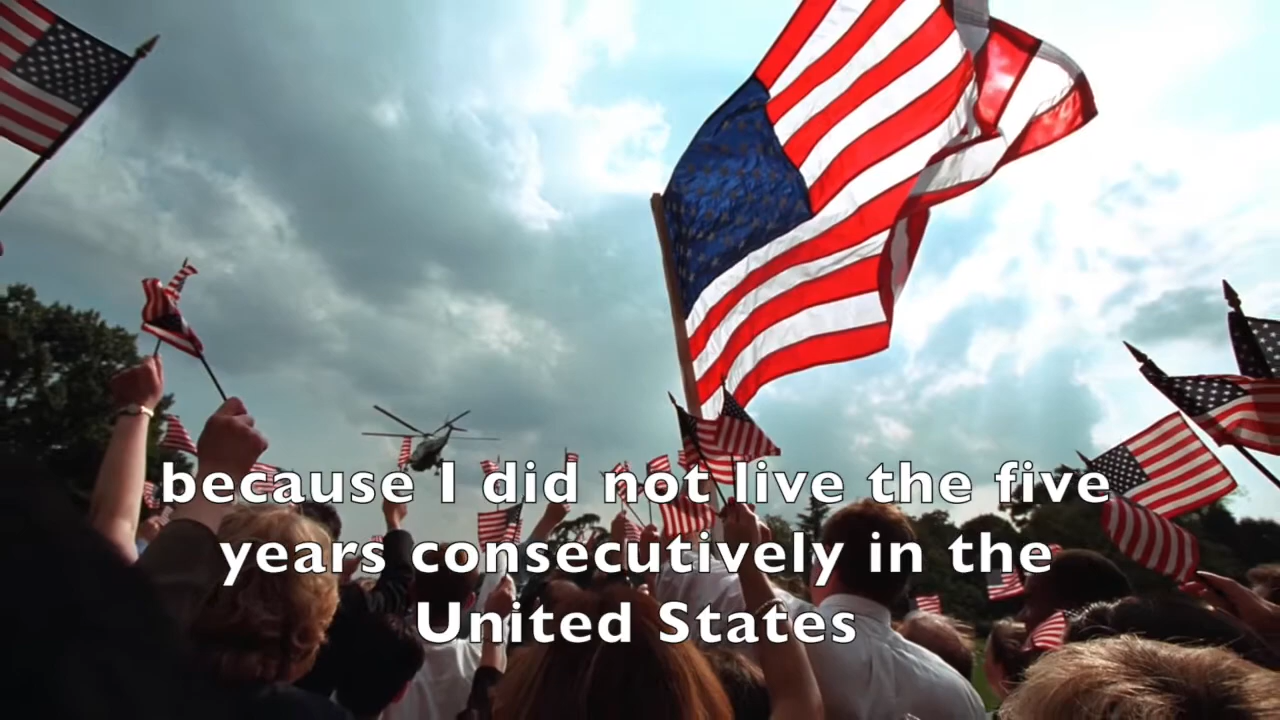 because I did not live the five
years consecutively in the
United States